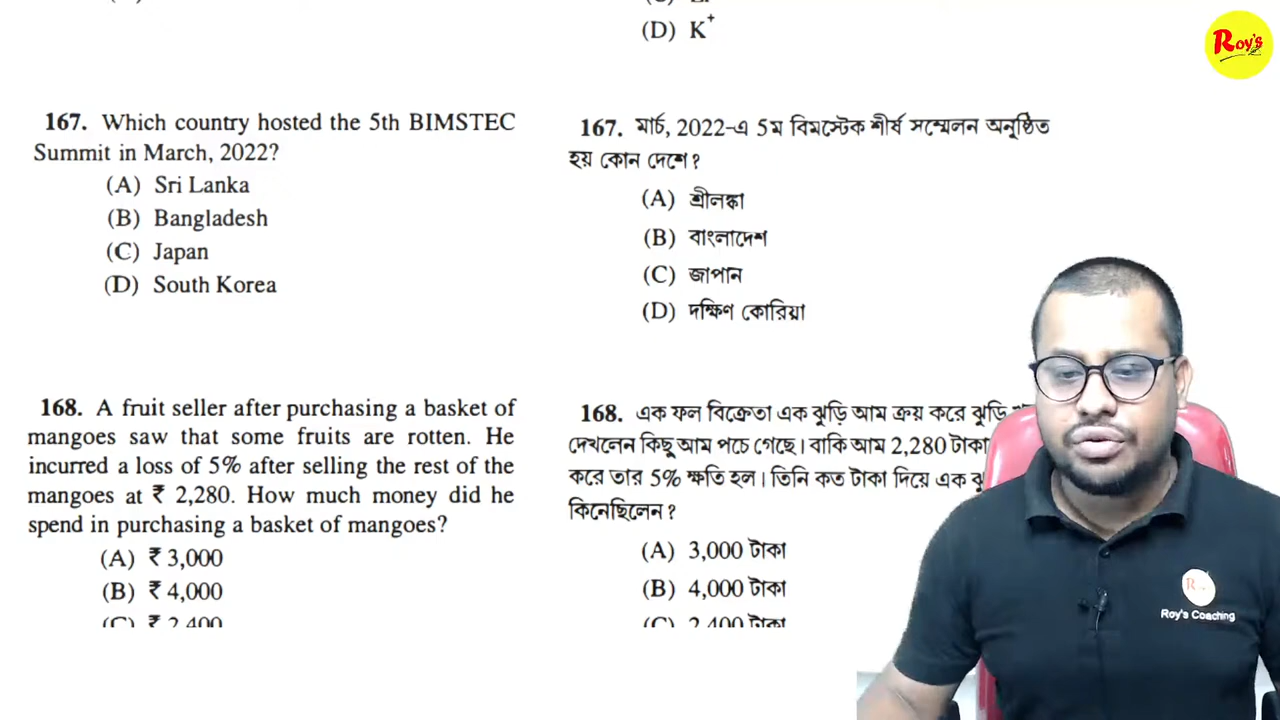 (D) K⁺
Roy's
167. Which country hosted the 5th BIMSTEC
Summit in March, 2022?
(A) Sri Lanka
(B) Bangladesh
(C) Japan
(D) South Korea
167. মার্চ, 2022-এ 5ম বিমস্টেক শীর্ষ সম্মেলন অনুষ্ঠিত
হয় কোন দেশে?
(A) শ্রীলঙ্কা
(B) বাংলাদেশ
(C) জাপান
(D) দক্ষিণ কোরিয়া
168. A fruit seller after purchasing a basket of
mangoes saw that some fruits are rotten. He
incurred a loss of 5% after selling the rest of the
mangoes at ₹ 2,280. How much money did he
spend in purchasing a basket of mangoes?
(A) ₹ 3,000
(B) ₹ 4,000
(C) ₹ 2,400
168. এক ফল বিক্রেতা এক ঝুড়ি আম ক্রয় করে ঝুড়ি
দেখলেন কিছু আম পচে গেছে। বাকি আম 2,280 টাকা
করে তার 5% ক্ষতি হল। তিনি কত টাকা দিয়ে এক
কিনেছিলেন?
(A) 3,000 টাকা
(B) 4,000 টাকা
(C) 2,400 টাকা
Roy's Coaching